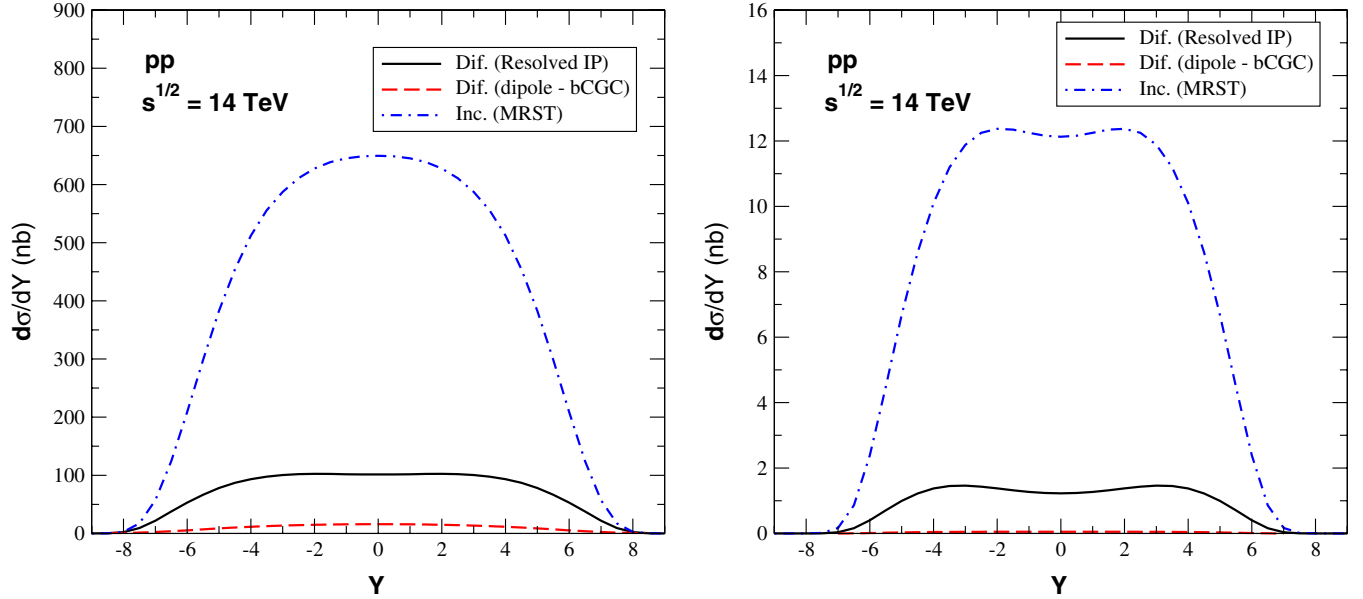 900
800
700
600
500
400
300
200
100
0
dσ/dY (nb)
pp
s^1/2 = 14 TeV
Dif. (Resolved IP)
Dif. (dipole - bCGC)
Inc. (MRST)
-8 -6 -4 -2 0 2 4 6 8
Y
16
14
12
10
8
6
4
2
0
dσ/dY (nb)
pp
s^1/2 = 14 TeV
Dif. (Resolved IP)
Dif. (dipole - bCGC)
Inc. (MRST)
-8 -6 -4 -2 0 2 4 6 8
Y